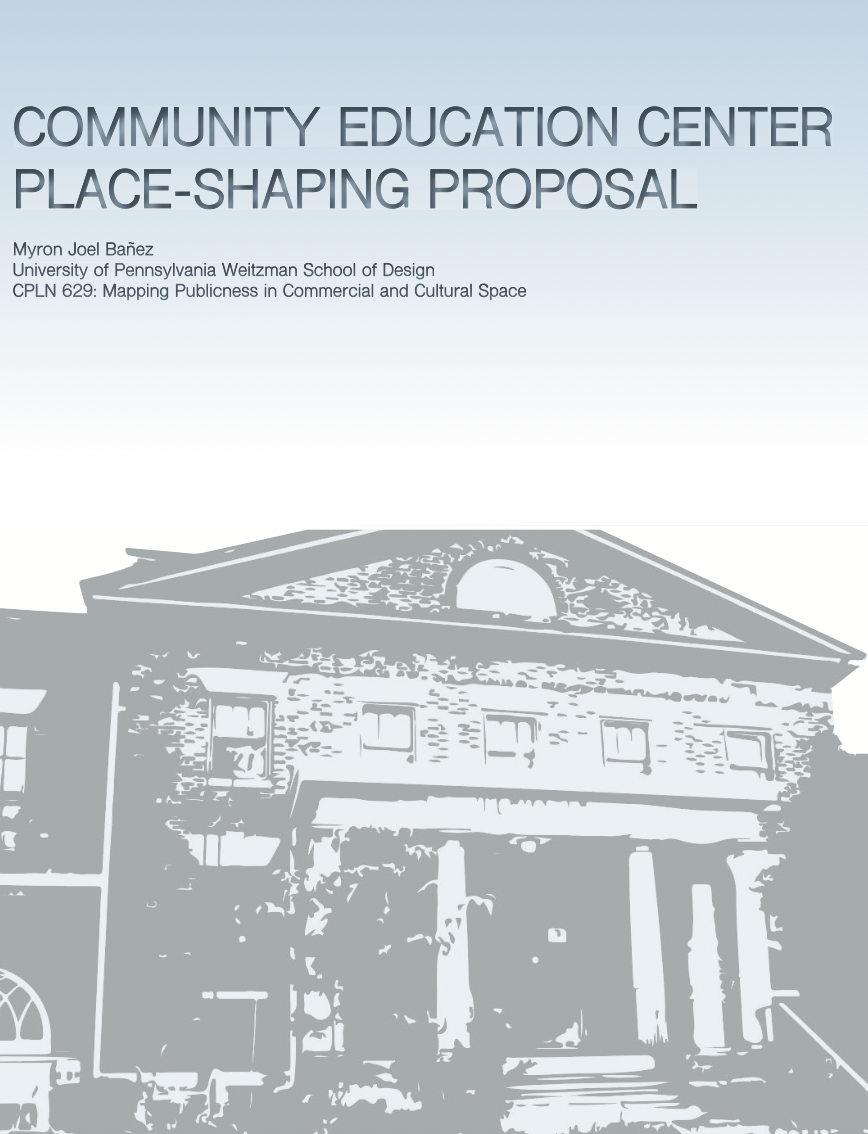 COMMUNITY EDUCATION CENTER
PLACE-SHAPING PROPOSAL
Myron Joel Bañez
University of Pennsylvania Weitzman School of Design
CPLN 629: Mapping Publicness in Commercial and Cultural Space